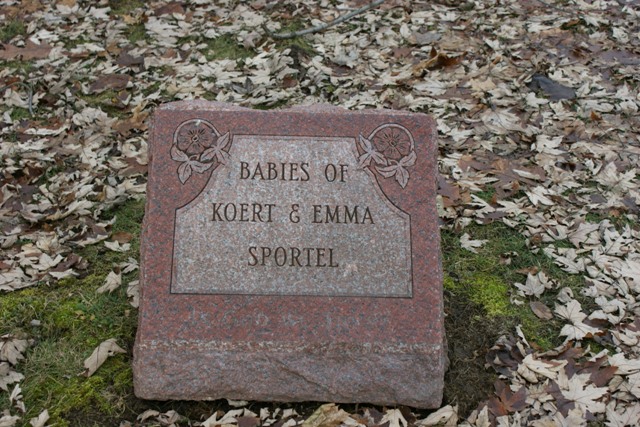 BABIES OF
KOERT & EMMA
SPORTEL